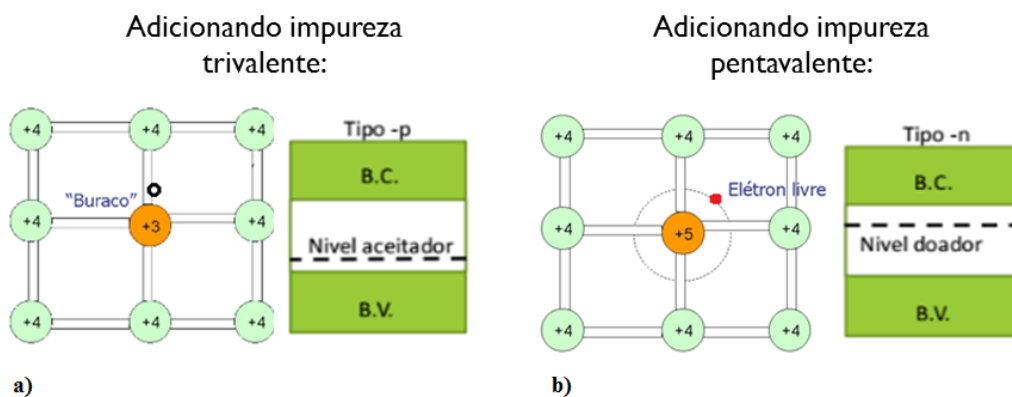 Adicionando impureza
trivalente:
Adicionando impureza
pentavalente:
+4 +4 +4
"Buraco"
+4 +3 +4
+4 +4 +4
Tipo -p
B.C.
Nivel aceitador
B.V.
a)
+4 +4 +4
Elétron livre
+4 +5 +4
+4 +4 +4
Tipo -n
B.C.
Nivel doador
B.V.
b)